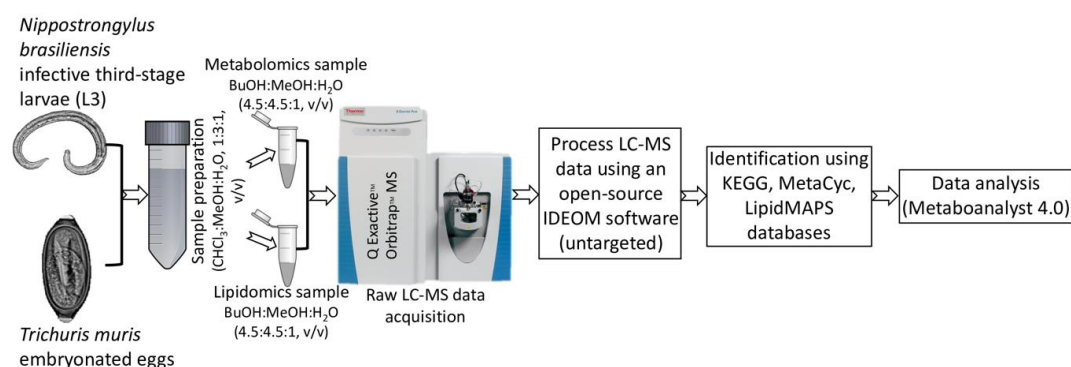 Nippostrongylus
brasiliensis
infective third-stage
larvae (L3)
Trichuris muris
embryonated eggs
Sample preparation
(CHCl₃:MeOH:H₂O, 1:3:1,
v/v)
Metabolomics sample
BuOH:MeOH:H₂O
(4.5:4.5:1, v/v)
Lipidomics sample
BuOH:MeOH:H₂O
(4.5:4.5:1, v/v)
Thermo
Q Exactive™
Orbitrap™ MS
Raw LC-MS data
acquisition
Process LC-MS
data using an
open-source
IDEOM software
(untargeted)
Identification using
KEGG, MetaCyc,
LipidMAPS
databases
Data analysis
(Metaboanalyst 4.0)